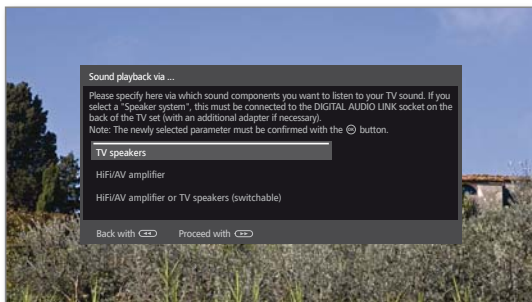 Sound playback via ...
Please specify here via which sound components you want to listen to your TV sound. If you
select a "Speaker system", this must be connected to the DIGITAL AUDIO LINK socket on the
back of the TV set (with an additional adapter if necessary).
Note: The newly selected parameter must be confirmed with the OK button.
TV speakers
HiFi/AV amplifier
HiFi/AV amplifier or TV speakers (switchable)
Back with Proceed with